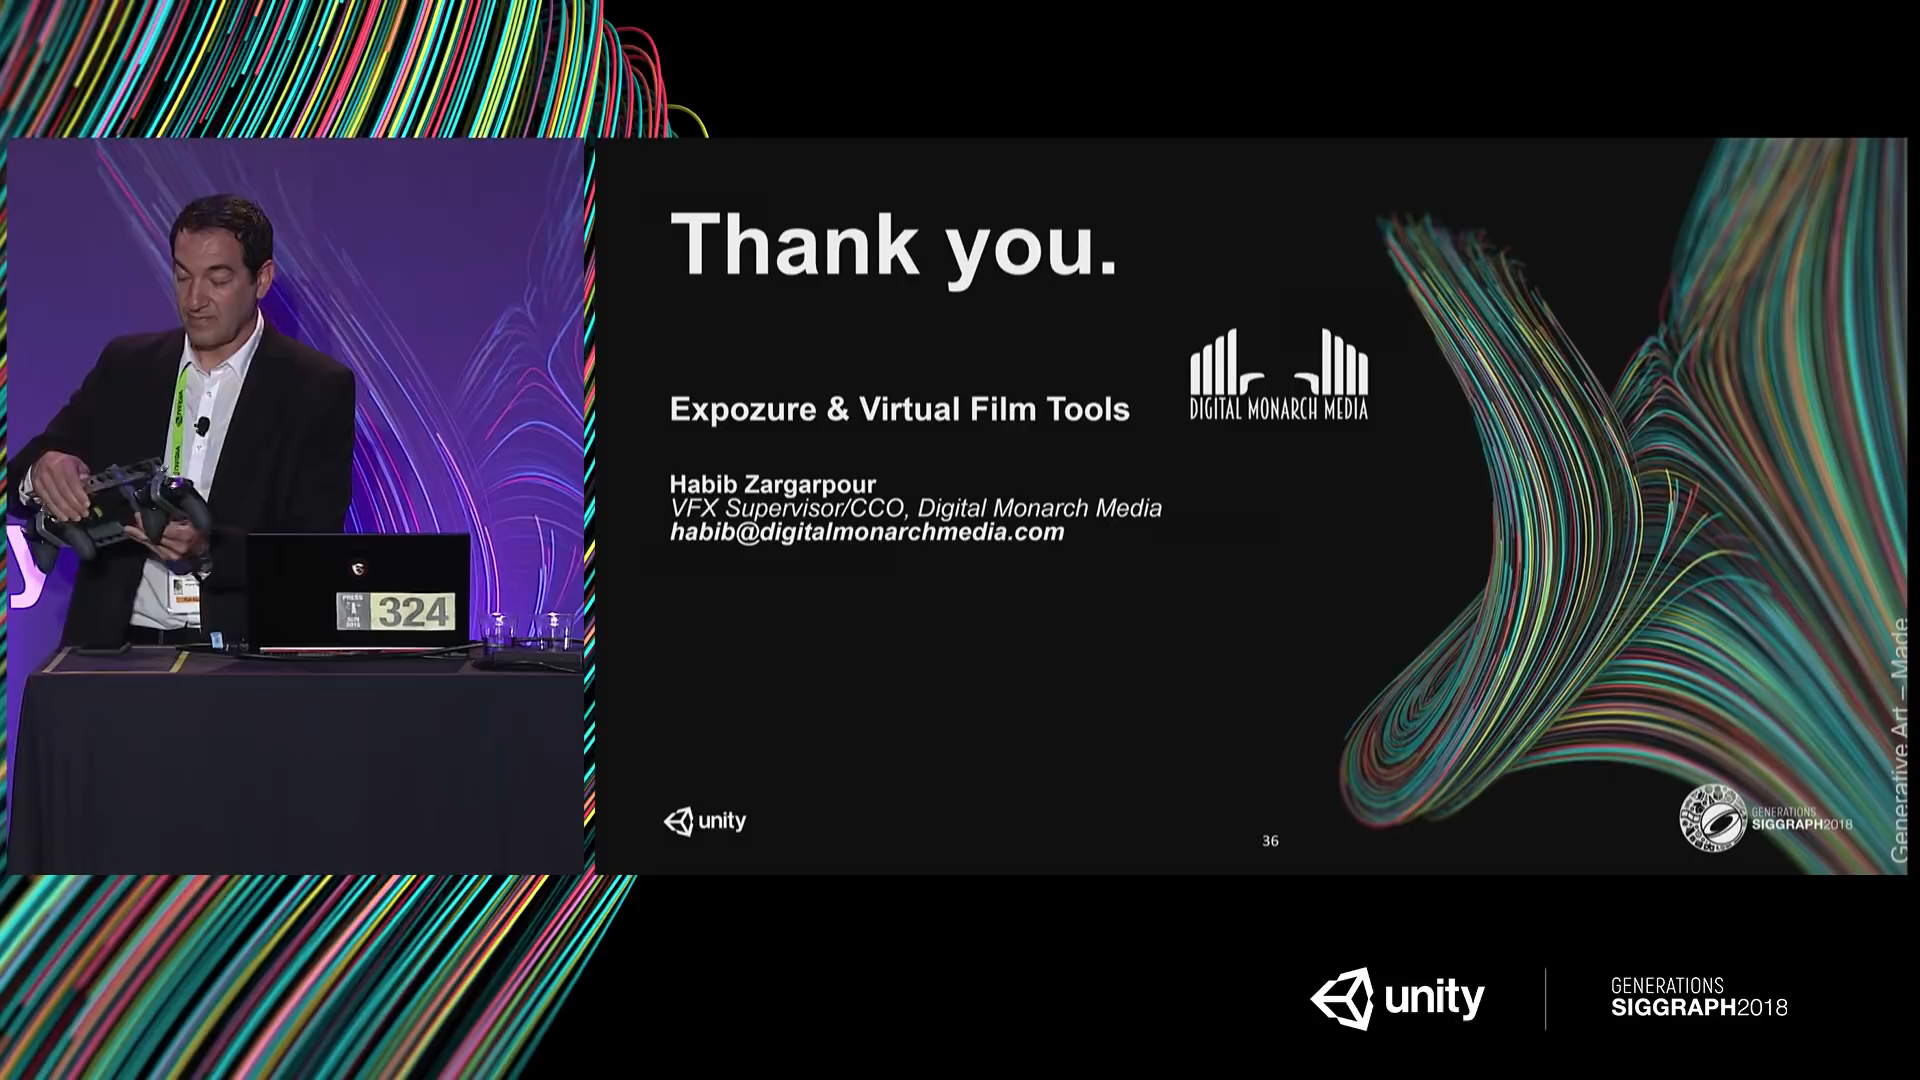 Thank you.
DIGITAL MONARCH MEDIA
Expozure & Virtual Film Tools
Habib Zargarpour
VFX Supervisor/CCO, Digital Monarch Media
habib@digitalmonarchmedia.com
unity
36
GENERATIONS
SIGGRAPH2018
Generative Art – Made
PRESS
324
unity
GENERATIONS
SIGGRAPH2018